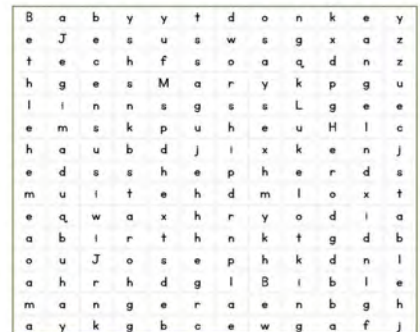 B a b y y t d o n k e y
e J e s u s w s g x a z
t e c h f s o a q d n z
h g e s M a r y k p g u
l i n n s g s s L g e e
e m s k p u h e u H l c
h a u b d j i x k e n j
e d s s h e p h e r d s
m u i t e h d m l o x t
e q w a x h r y o d i a
a b i r t h n k t g d b
o u J o s e p h k d n l
a h r h d g l B i b l e
m a n g e r a e n b g h
a y k g b c e w g a f j